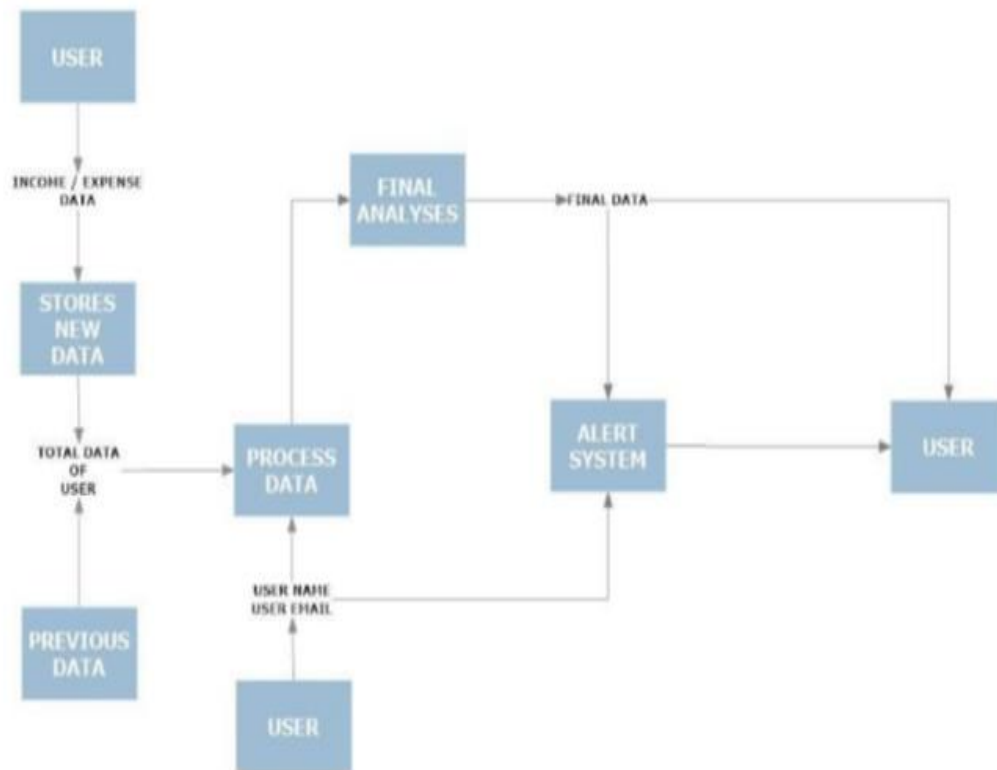 USER
INCOME / EXPENSE
DATA
STORES
NEW
DATA
TOTAL DATA
OF
USER
PREVIOUS
DATA
PROCESS
DATA
USER NAME
USER EMAIL
USER
FINAL
ANALYSES
FINAL DATA
ALERT
SYSTEM
USER